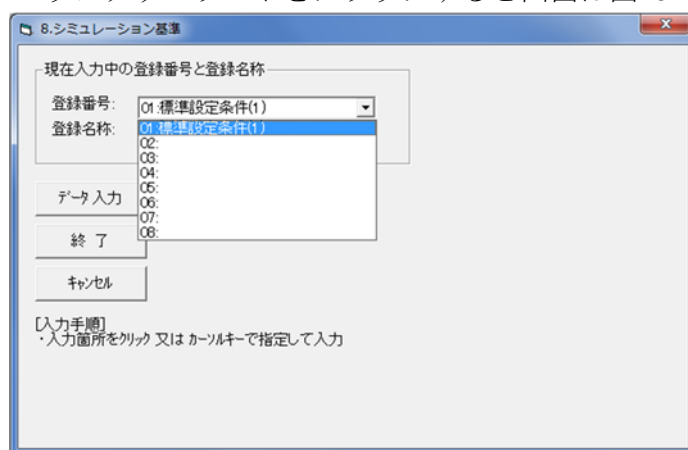 8.シミュレーション基準
現在入力中の登録番号と登録名称
登録番号:
01:標準設定条件(1)
登録名称:
01:標準設定条件(1)
02:
03:
04:
05:
06:
07:
08:
データ入力
終 了
キャンセル
[入力手順]
・入力箇所をクリック 又は カーソルキーで指定して入力